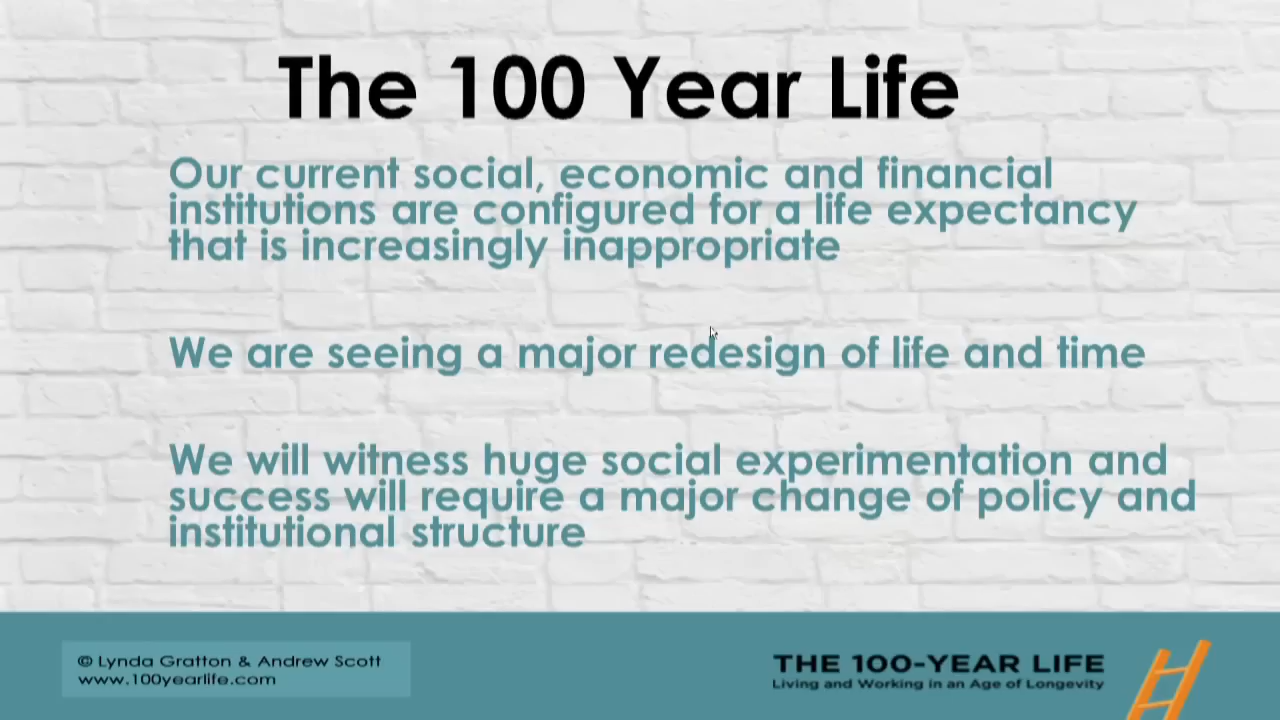 The 100 Year Life
Our current social, economic and financial
institutions are configured for a life expectancy
that is increasingly inappropriate
We are seeing a major redesign of life and time
We will witness huge social experimentation and
success will require a major change of policy and
institutional structure
© Lynda Gratton & Andrew Scott
www.100yearlife.com
THE 100-YEAR LIFE
Living and Working in an Age of Longevity